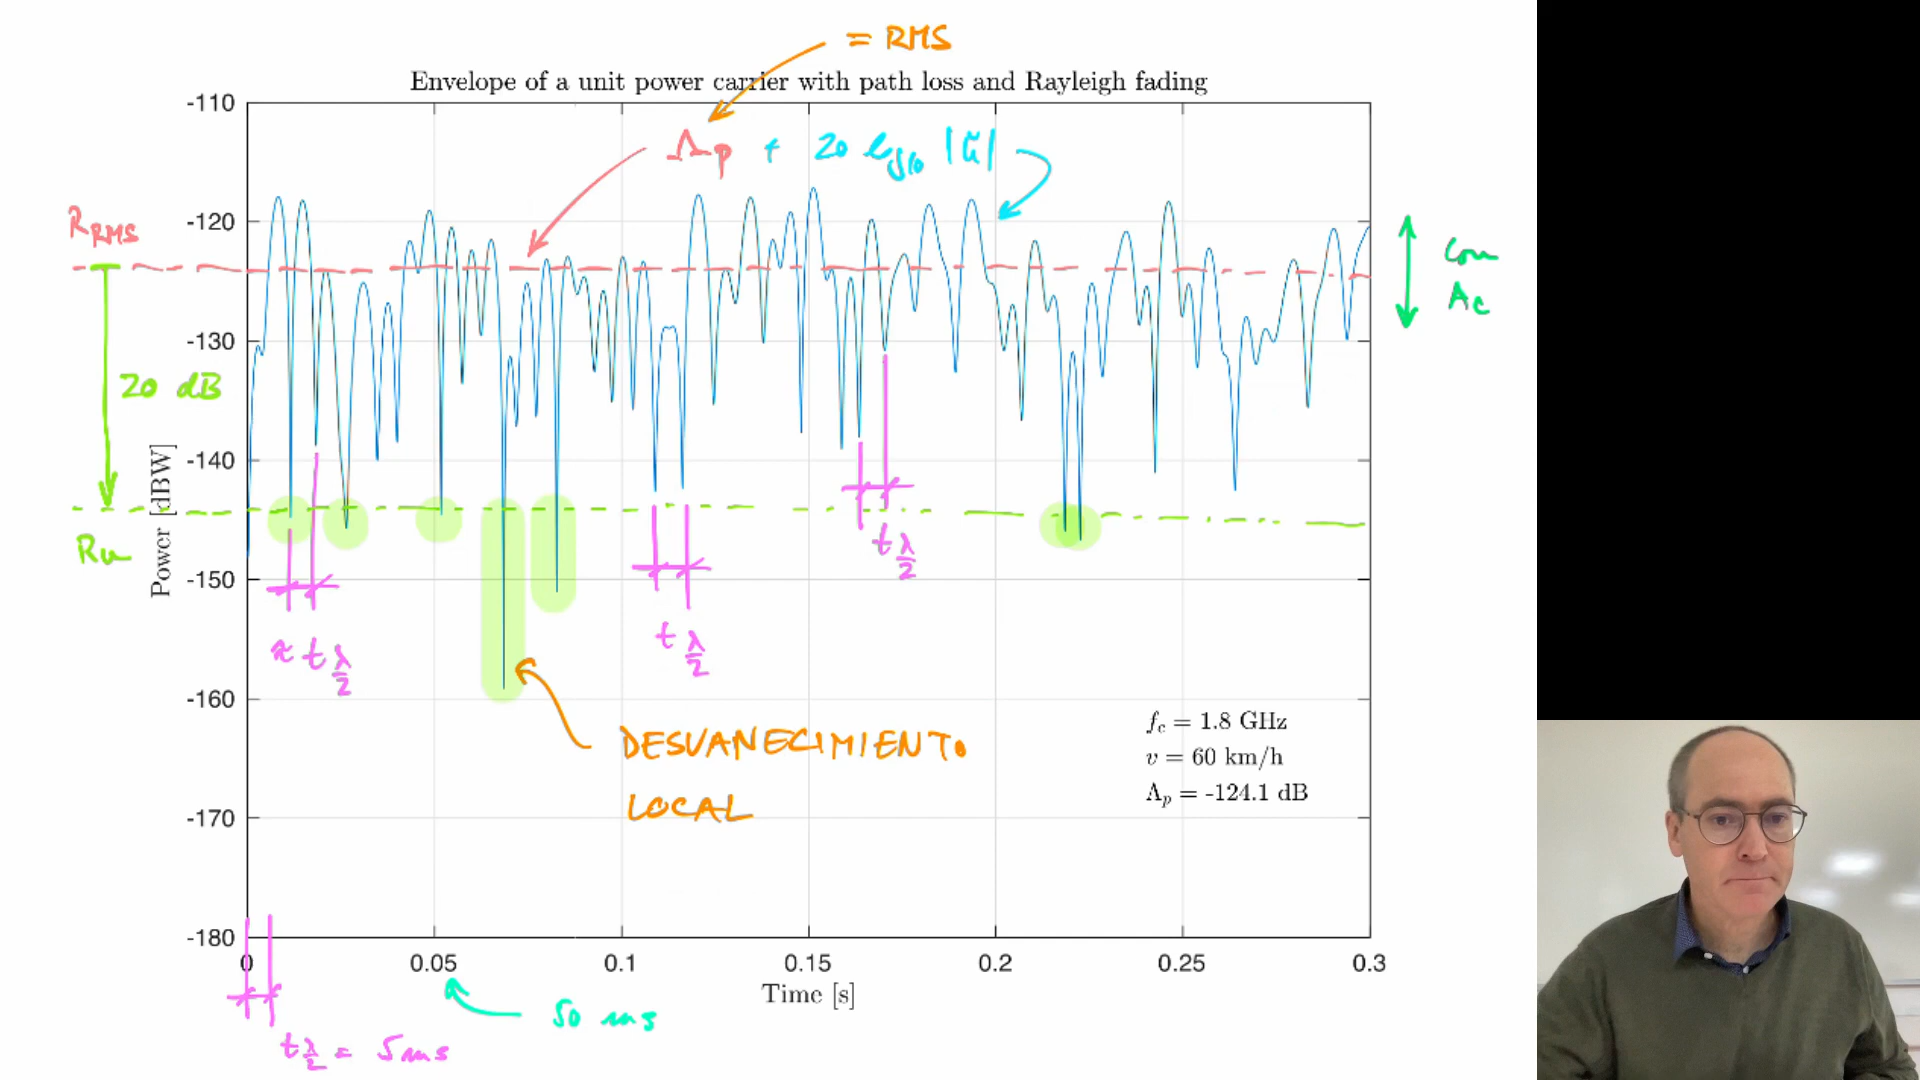 = RMS
Envelope of a unit power carrier with path loss and Rayleigh fading
Λp + 20 log10 |ũ|
-110
-120
-130
-140
-150
-160
-170
-180
Power [dBW]
R RMS
20 dB
Ru
≈ t λ/2
t λ/2
t λ/2
Con
Ac
DESVANECIMIENTO
LOCAL
fc = 1.8 GHz
v = 60 km/h
Λp = -124.1 dB
0 0.05 0.1 0.15 0.2 0.25 0.3
Time [s]
50 ms
t λ/2 = 5ms